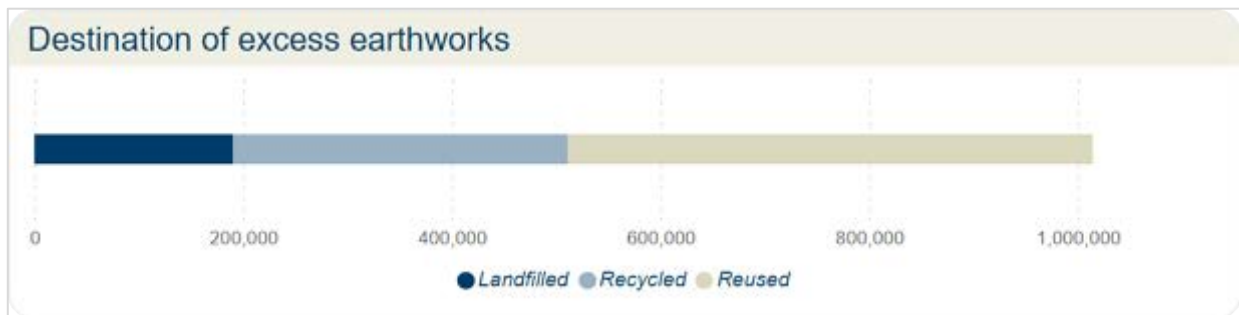 Destination of excess earthworks
0 200,000 400,000 600,000 800,000 1,000,000
Landfilled Recycled Reused